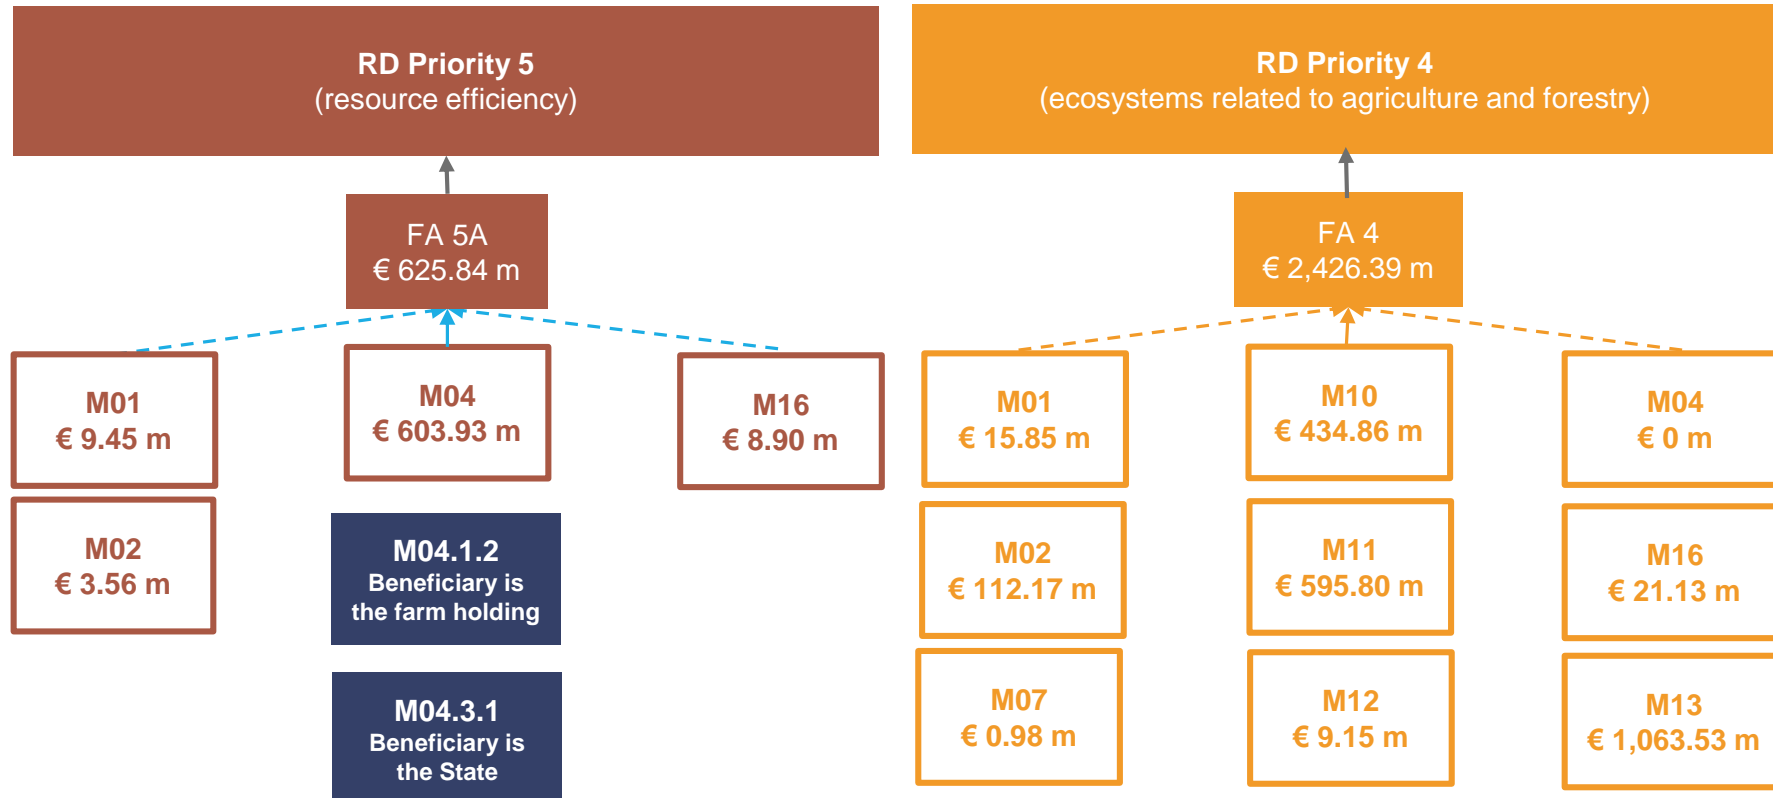 RD Priority 5
(resource efficiency)
FA 5A
€ 625.84 m
M01
€ 9.45 m
M04
€ 603.93 m
M16
€ 8.90 m
M02
€ 3.56 m
M04.1.2
Beneficiary is
the farm holding
M04.3.1
Beneficiary is
the State
RD Priority 4
(ecosystems related to agriculture and forestry)
FA 4
€ 2,426.39 m
M01
€ 15.85 m
M10
€ 434.86 m
M04
€ 0 m
M02
€ 112.17 m
M11
€ 595.80 m
M16
€ 21.13 m
M07
€ 0.98 m
M12
€ 9.15 m
M13
€ 1,063.53 m